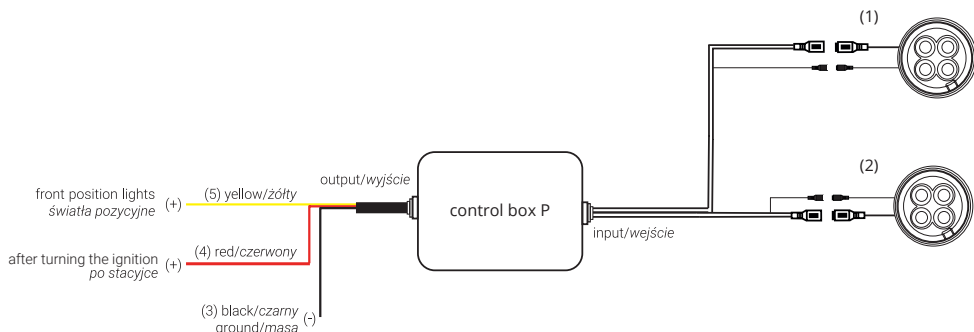 (1)
(2)
output/wyjście
control box P
input/wejście
front position lights
światła pozycyjne
(+)
(5) yellow/żółty
after turning the ignition
po stacyjce
(+)
(4) red/czerwony
(3) black/czarny
ground/masa
(-)